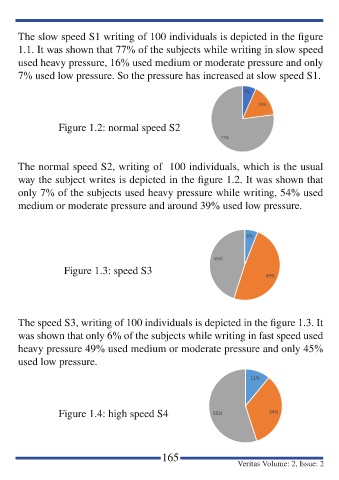 The slow speed S1 writing of 100 individuals is depicted in the figure
1.1. It was shown that 77% of the subjects while writing in slow speed
used heavy pressure, 16% used medium or moderate pressure and only
7% used low pressure. So the pressure has increased at slow speed S1.
16%
77%
Figure 1.2: normal speed S2
The normal speed S2, writing of 100 individuals, which is the usual
way the subject writes is depicted in the figure 1.2. It was shown that
only 7% of the subjects used heavy pressure while writing, 54% used
medium or moderate pressure and around 39% used low pressure.
6%
45%
49%
Figure 1.3: speed S3
The speed S3, writing of 100 individuals is depicted in the figure 1.3. It
was shown that only 6% of the subjects while writing in fast speed used
heavy pressure 49% used medium or moderate pressure and only 45%
used low pressure.
11%
Figure 1.4: high speed S4
165
Veritas Volume: 2, Issue: 2